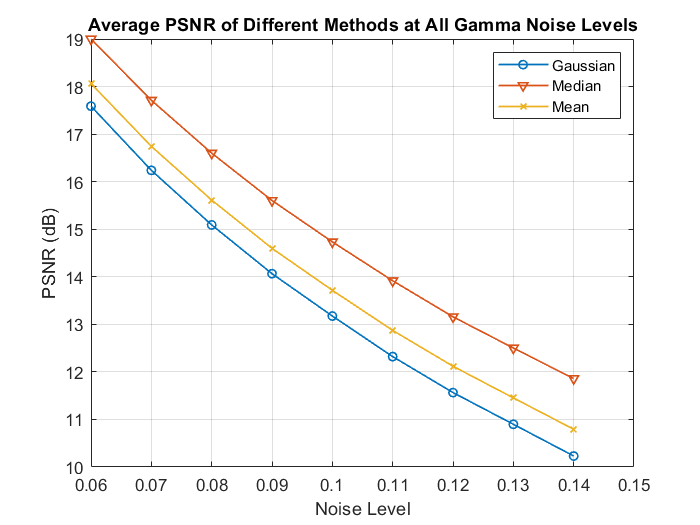 Average PSNR of Different Methods at All Gamma Noise Levels
Gaussian
Median
Mean
PSNR (dB)
19
18
17
16
15
14
13
12
11
10
0.06 0.07 0.08 0.09 0.1 0.11 0.12 0.13 0.14 0.15
Noise Level